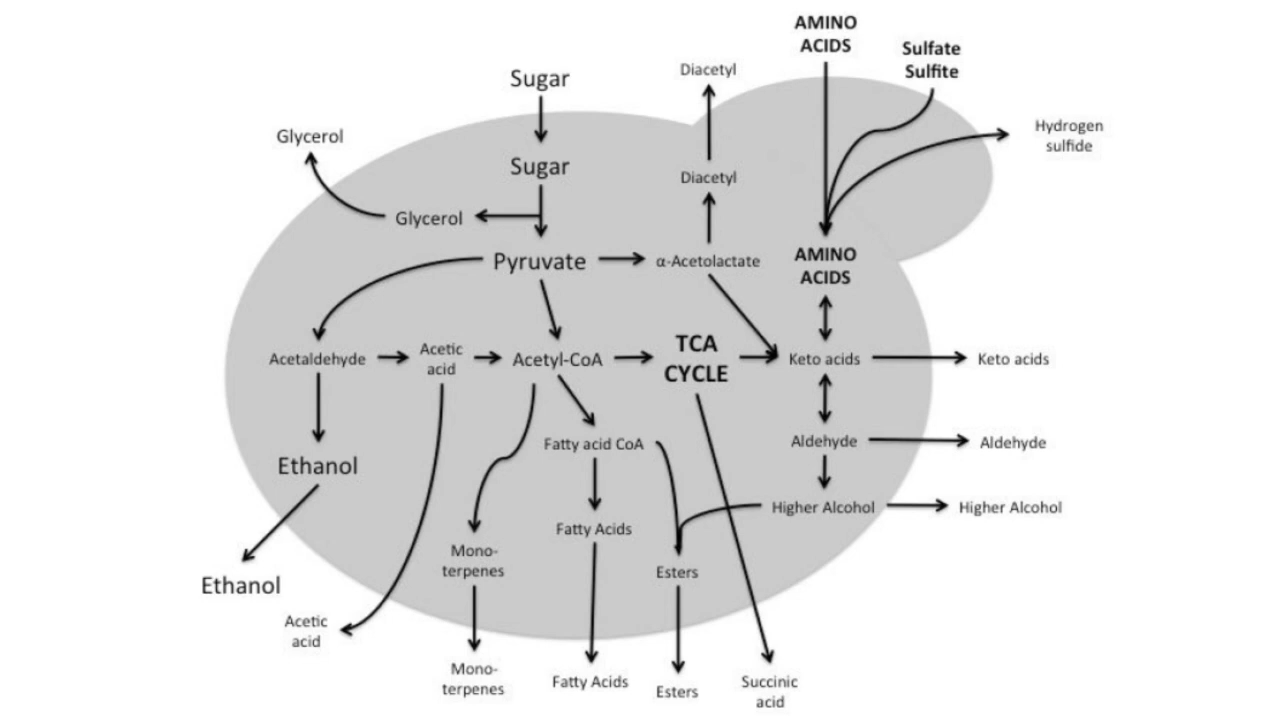 AMINO
ACIDS
Sulfate
Sulfite
Diacetyl
Sugar
Hydrogen
sulfide
Glycerol
Sugar
Diacetyl
Glycerol
Pyruvate
α-Acetolactate
AMINO
ACIDS
Acetaldehyde
Acetic
acid
Acetyl-CoA
TCA
CYCLE
Keto acids
Keto acids
Fatty acid CoA
Aldehyde
Aldehyde
Ethanol
Higher Alcohol
Higher Alcohol
Fatty Acids
Mono-
terpenes
Esters
Ethanol
Acetic
acid
Mono-
terpenes
Fatty Acids
Esters
Succinic
acid